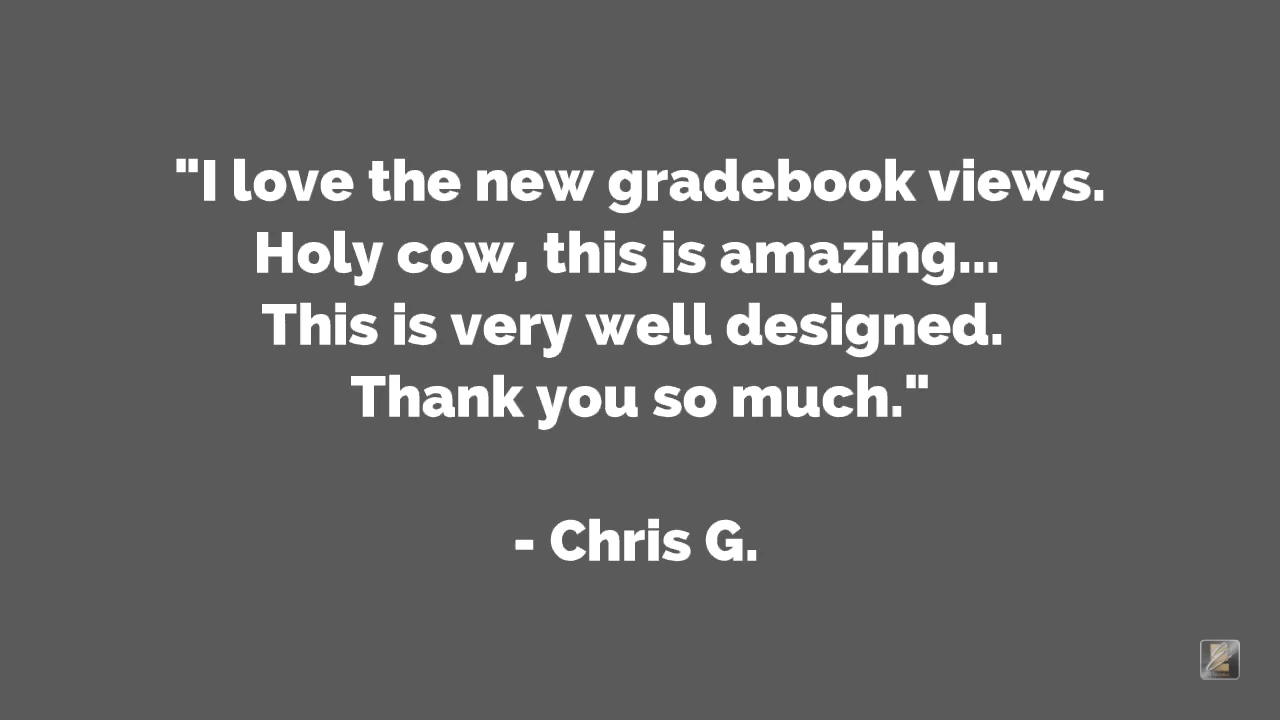 "I love the new gradebook views.
Holy cow, this is amazing...
This is very well designed.
Thank you so much."
- Chris G.